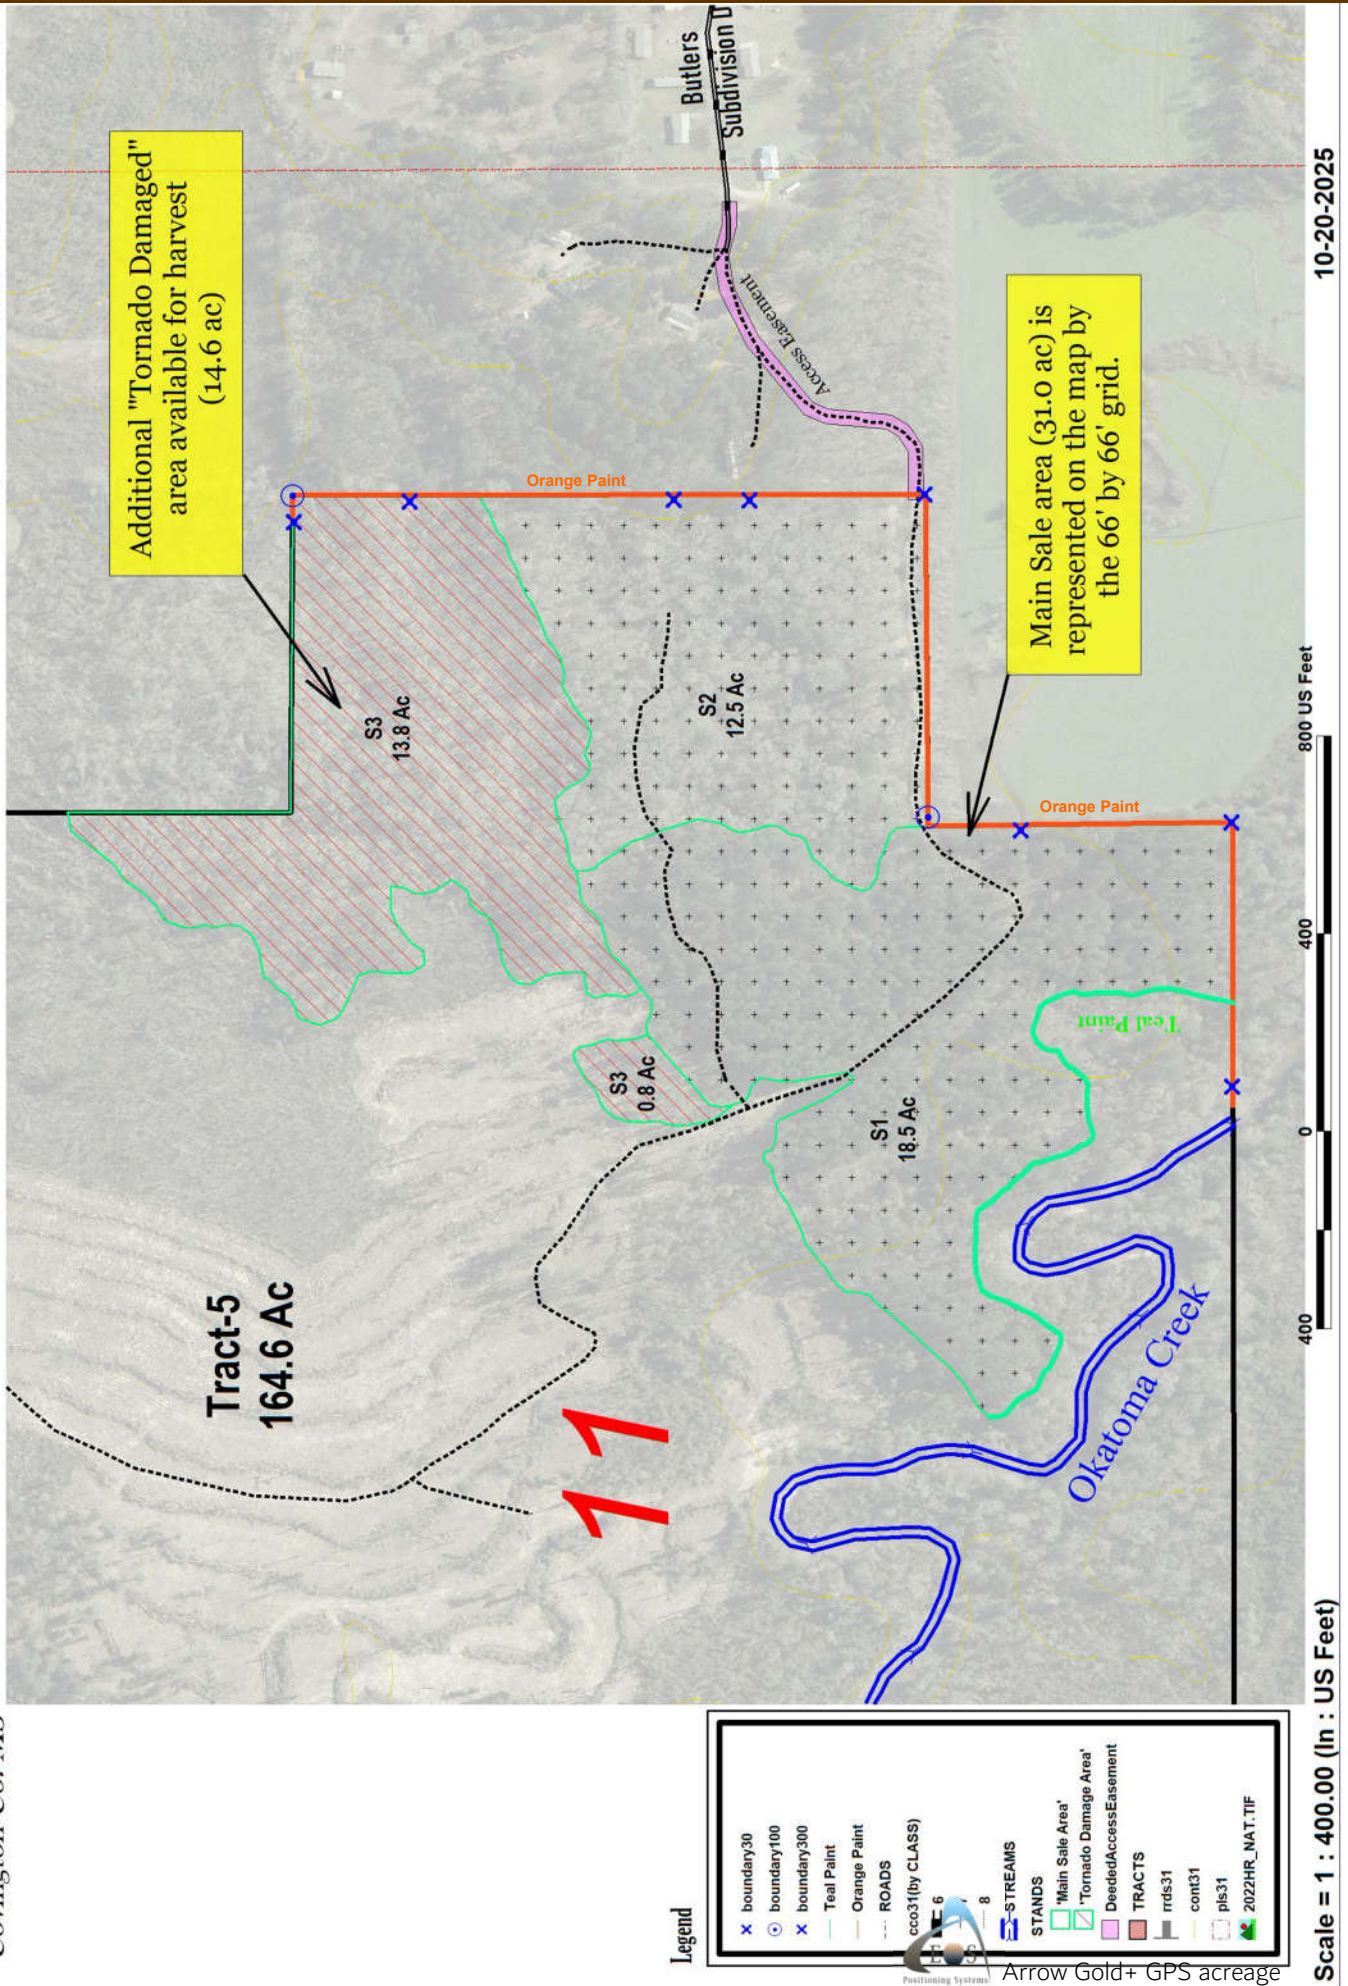 Additional "Tornado Damaged"
area available for harvest
(14.6 ac)
Butlers
Subdivision D
Access Easement
Orange Paint
S3
13.8 Ac
S2
12.5 Ac
Main Sale area (31.0 ac) is
represented on the map by
the 66' by 66' grid.
Orange Paint
S3
0.8 Ac
S1
18.5 Ac
Teal Paint
Tract-5
164.6 Ac
11
Okatoma Creek
Legend
boundary30
boundary100
boundary300
Teal Paint
Orange Paint
ROADS
cco31(by CLASS)
6
8
STREAMS
STANDS
'Main Sale Area'
'Tornado Damage Area'
DeededAccessEasement
TRACTS
rrds31
cont31
pls31
2022HR_NAT.TIF
EOS
Positioning Systems
Arrow Gold+ GPS acreage
Scale = 1 : 400.00 (In : US Feet)
400 0 400 800 US Feet
10-20-2025